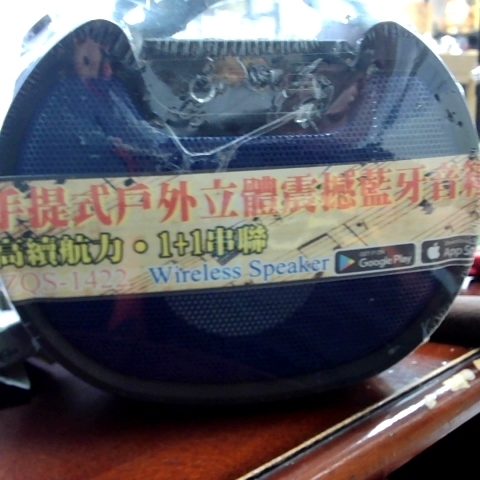 手提式戶外立體震撼藍牙音箱
高續航力・1+1串聯
ZQS-1422 Wireless Speaker
Google Play
App S